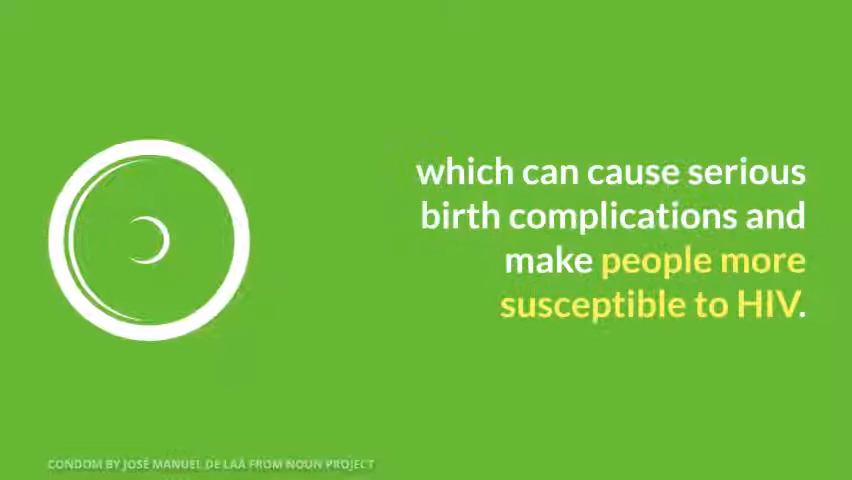 which can cause serious
birth complications and
make people more
susceptible to HIV.
CONDOM BY JOSÉ MANUEL DE LAÁ FROM NOUN PROJECT